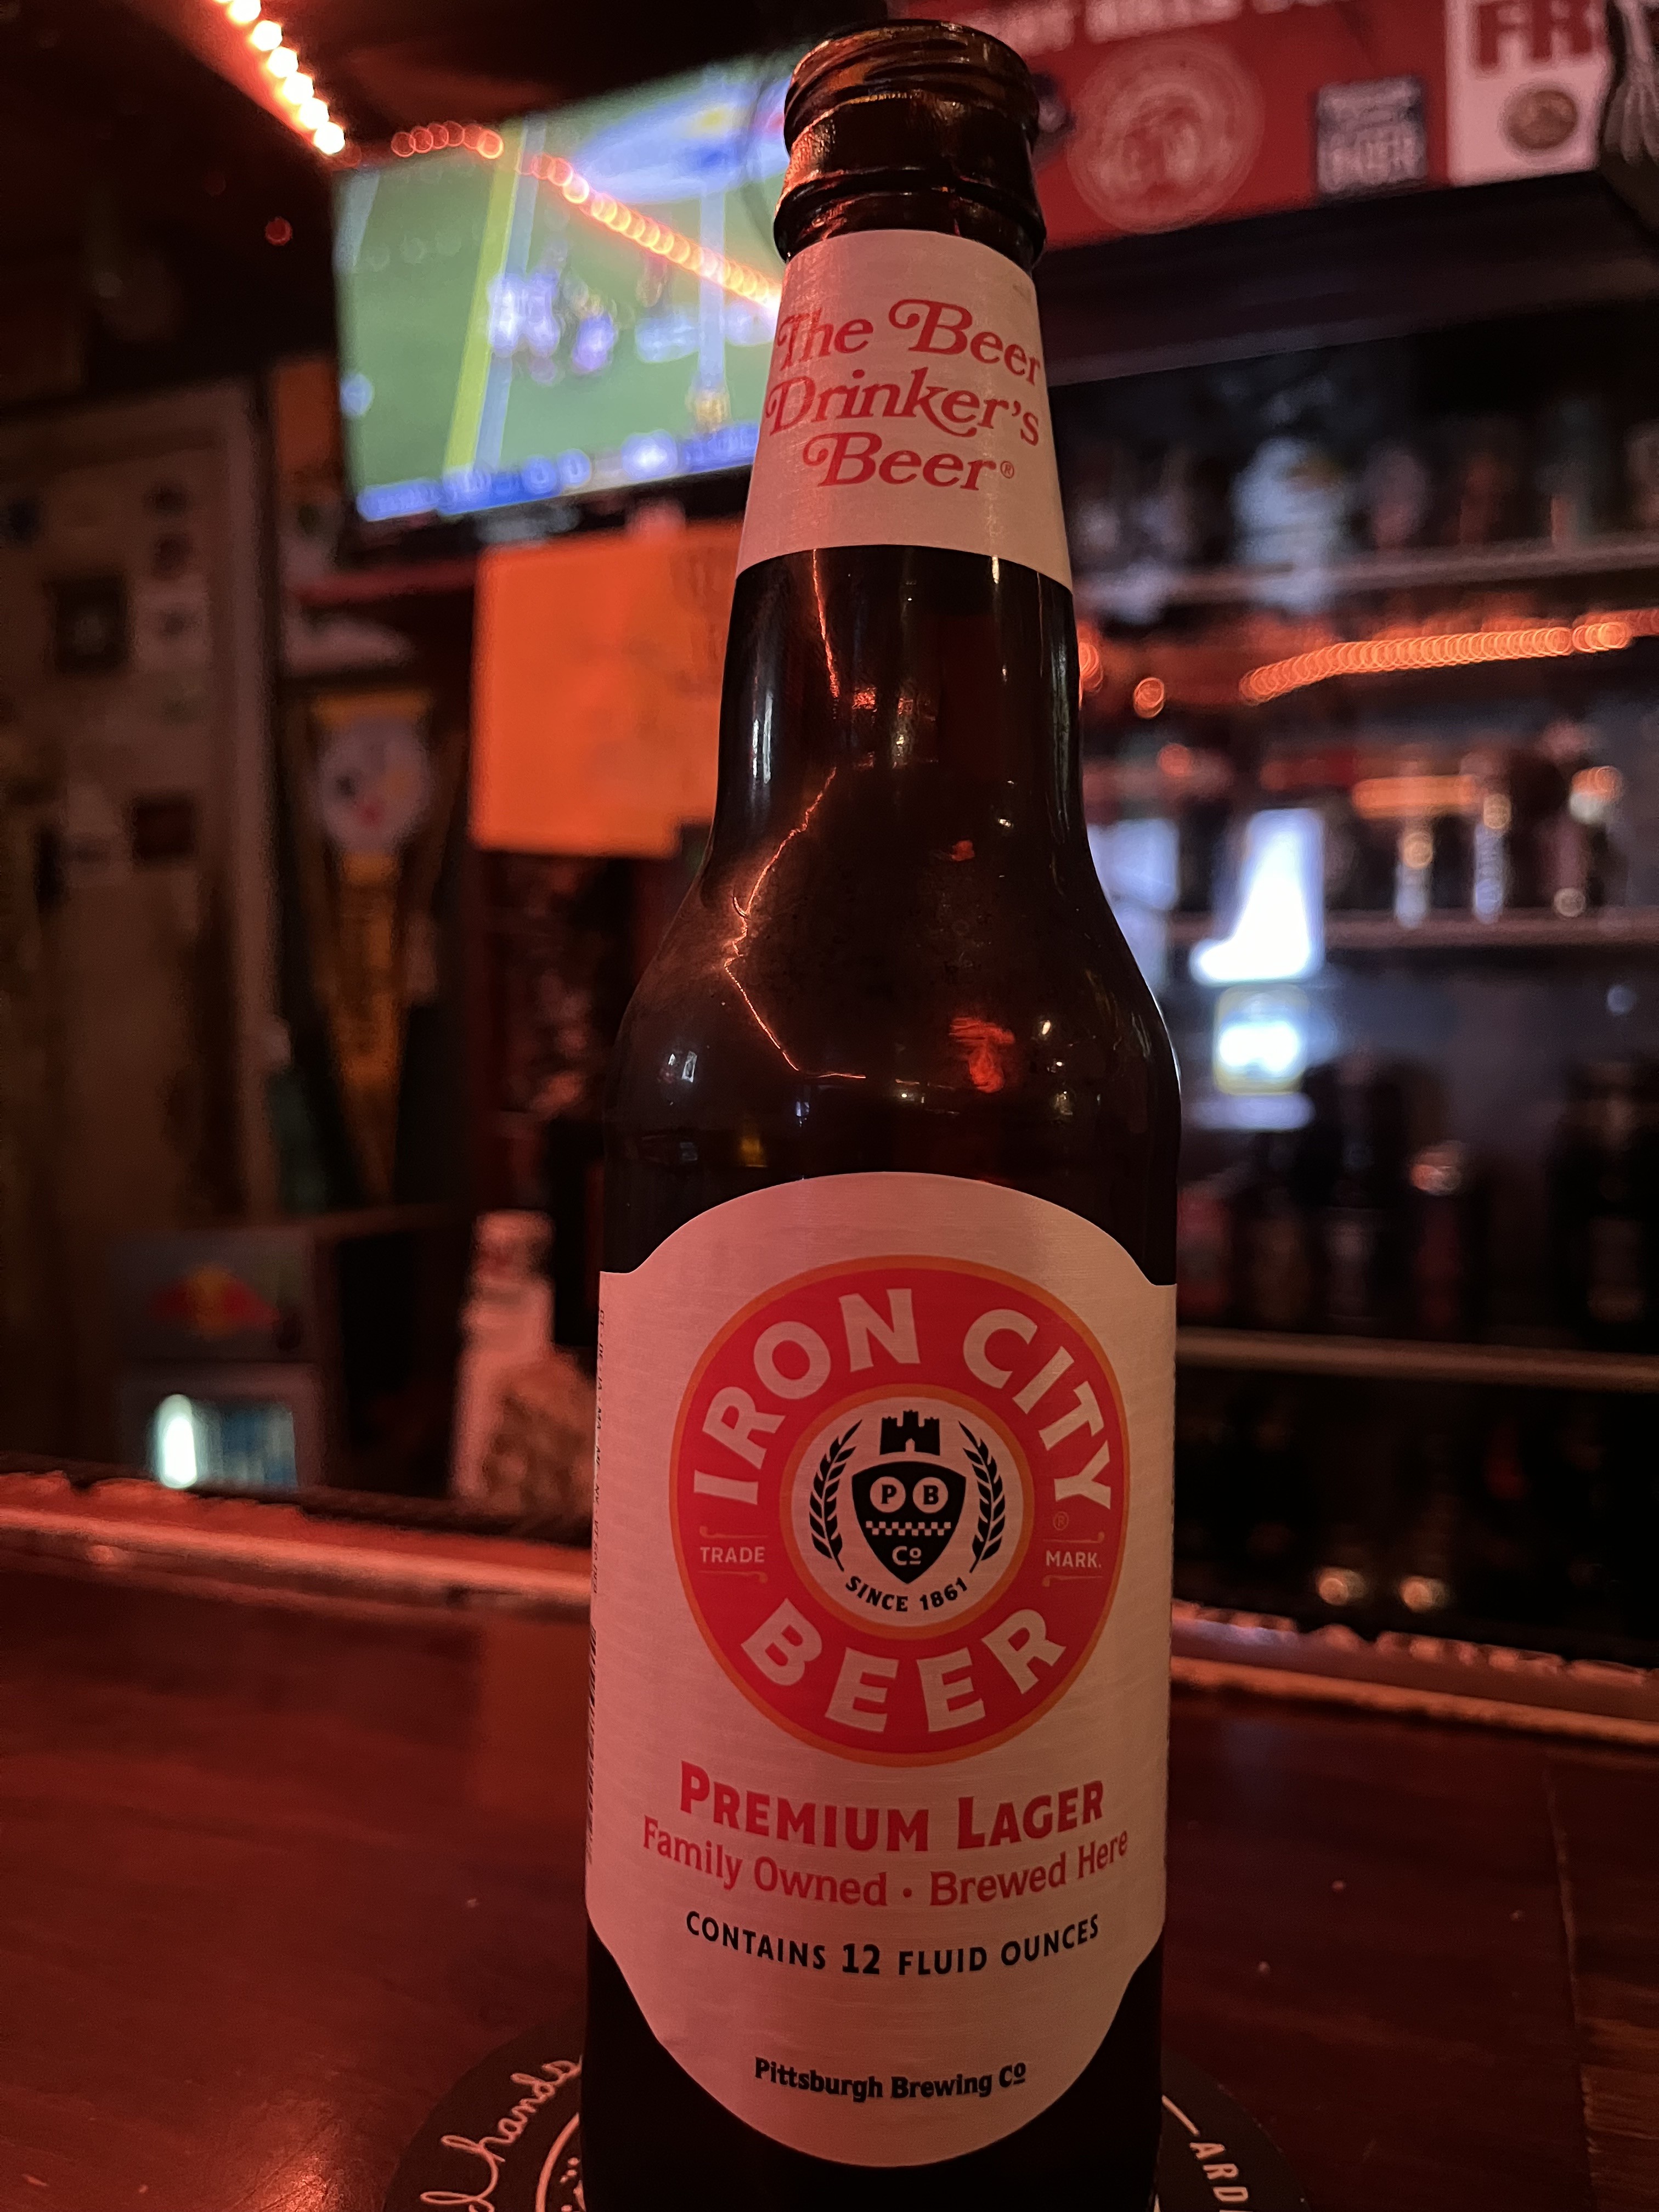 The Beer
Drinker's
Beer®
IRON CITY
®
P B
Cº
SINCE 1861
TRADE MARK.
BEER
PREMIUM LAGER
Family Owned • Brewed Here
CONTAINS 12 FLUID OUNCES
Pittsburgh Brewing Cº
hands